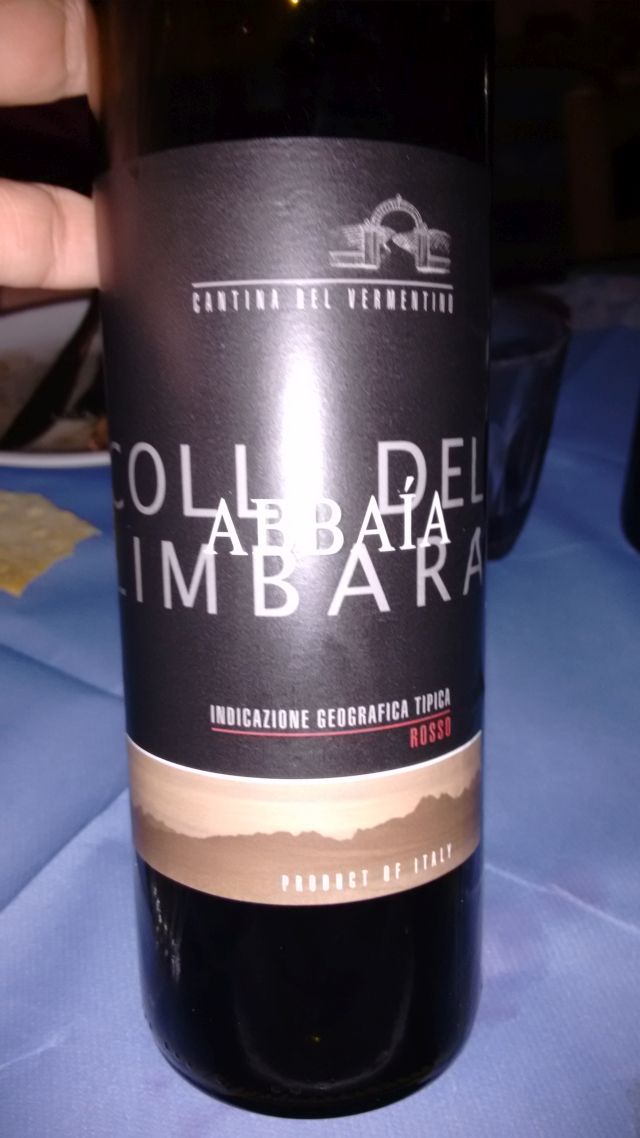 CANTINA DEL VERMENTINO
COLLI DEL
ABBAÍA
LIMBARA
INDICAZIONE GEOGRAFICA TIPICA
ROSSO
PRODUCT OF ITALY